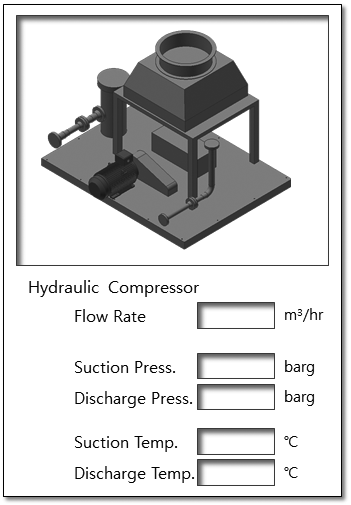 Hydraulic Compressor
Flow Rate m³/hr
Suction Press. barg
Discharge Press. barg
Suction Temp. ℃
Discharge Temp. ℃